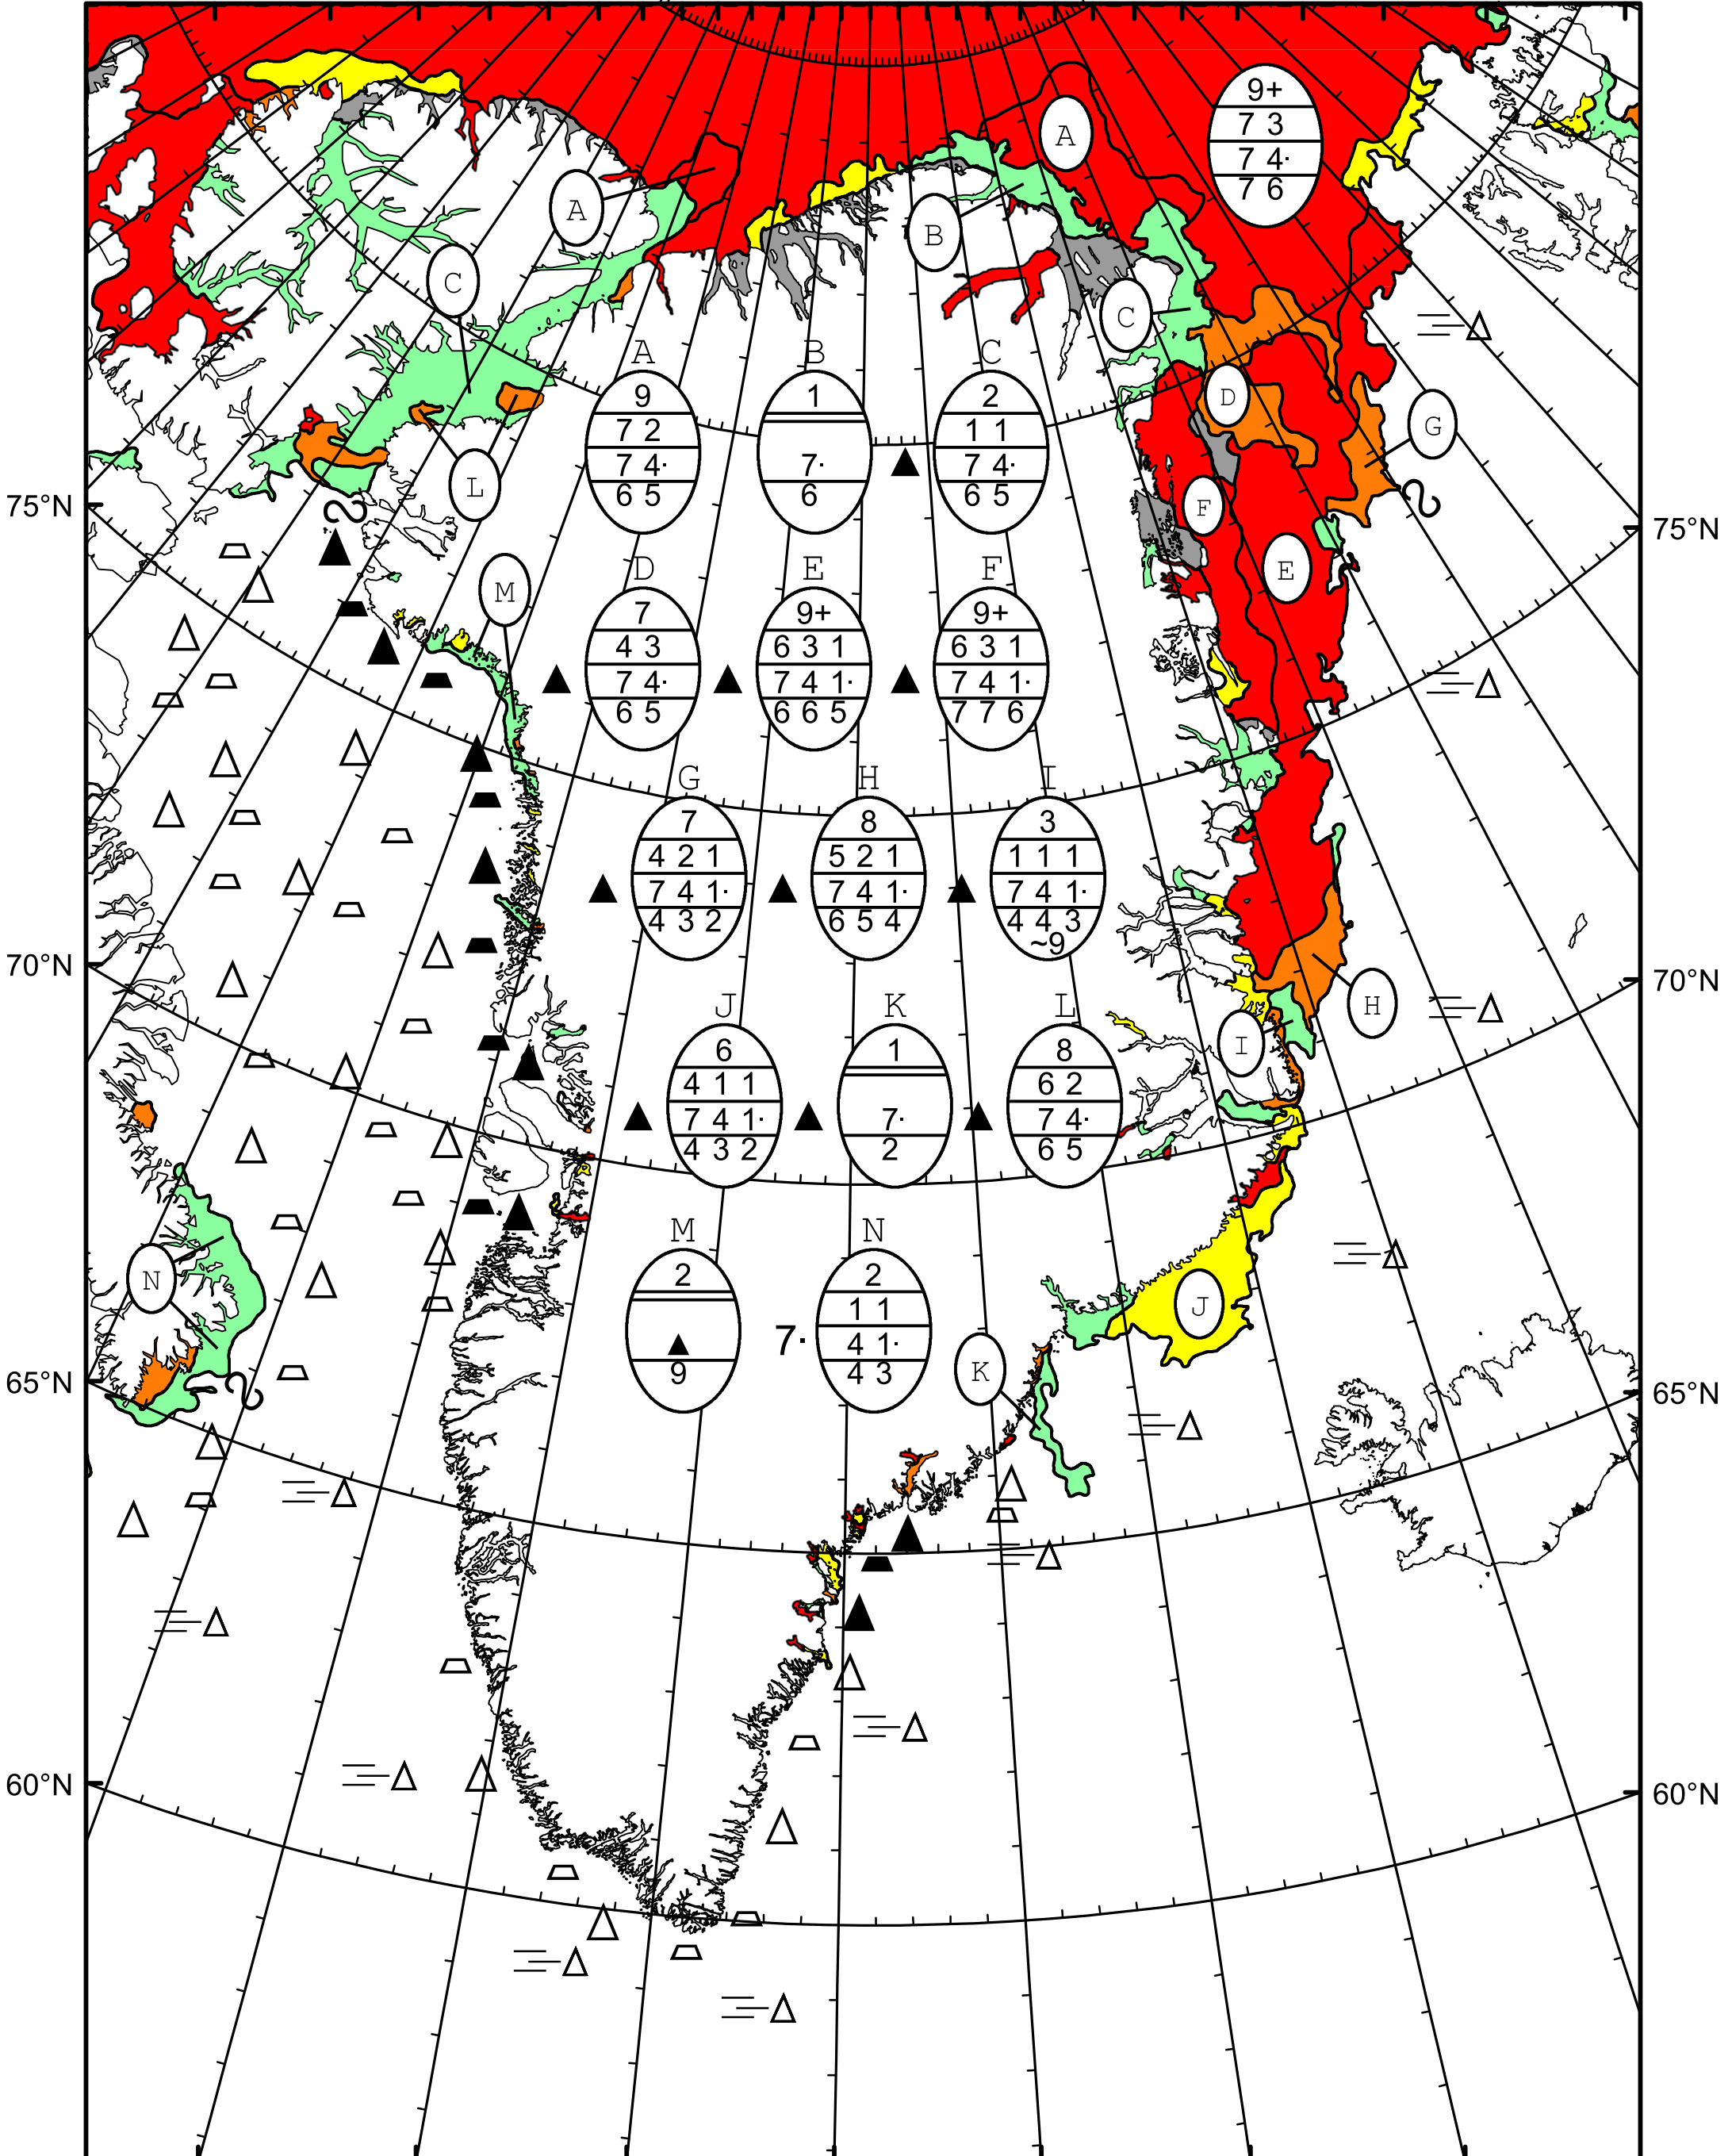 9+
7 3
7 4·
7 6
A
A
B
C
C
A
B
C
9
7 2
7 4·
6 5
1
7·
6
2
1 1
7 4·
6 5
D
G
L
F
75°N
75°N
E
M
D
E
F
7
4 3
7 4·
6 5
9+
6 3 1
7 4 1·
6 6 5
9+
6 3 1
7 4 1·
7 7 6
G
H
I
7
4 2 1
7 4 1·
4 3 2
8
5 2 1
7 4 1·
6 5 4
3
1 1 1
7 4 1·
4 4 3
~9
70°N
70°N
H
I
J
K
L
6
4 1 1
7 4 1·
4 3 2
1
7·
2
8
6 2
7 4·
6 5
M
N
2
9
7·
2
1 1
4 1·
4 3
N
J
K
65°N
65°N
60°N
60°N